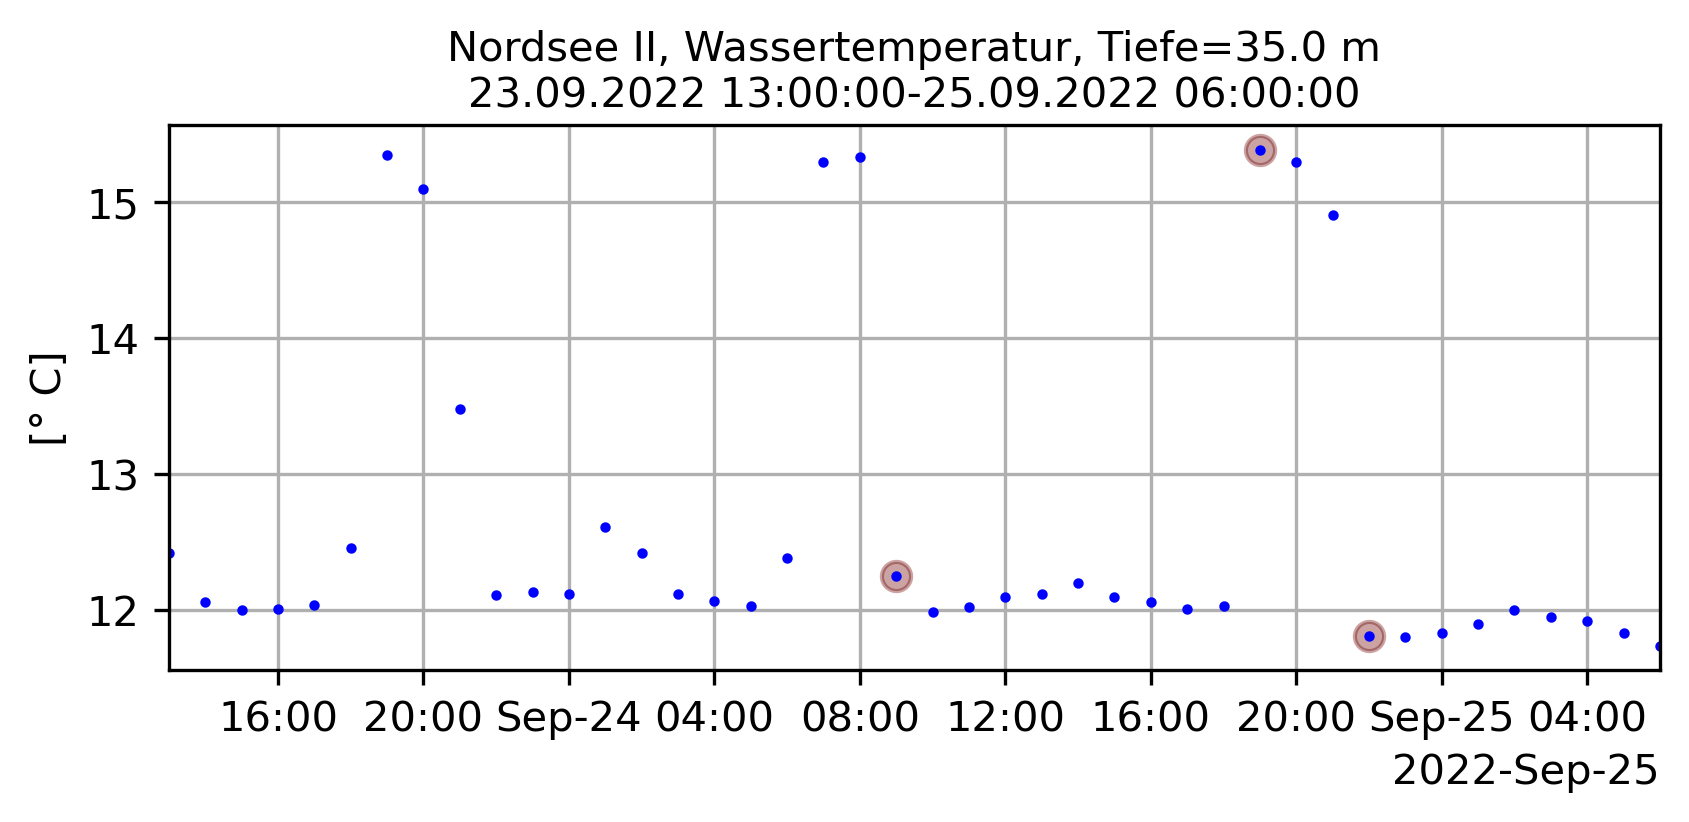 Nordsee II, Wassertemperatur, Tiefe=35.0 m
23.09.2022 13:00:00-25.09.2022 06:00:00
[° C]
15
14
13
12
16:00 20:00 Sep-24 04:00 08:00 12:00 16:00 20:00 Sep-25 04:00
2022-Sep-25